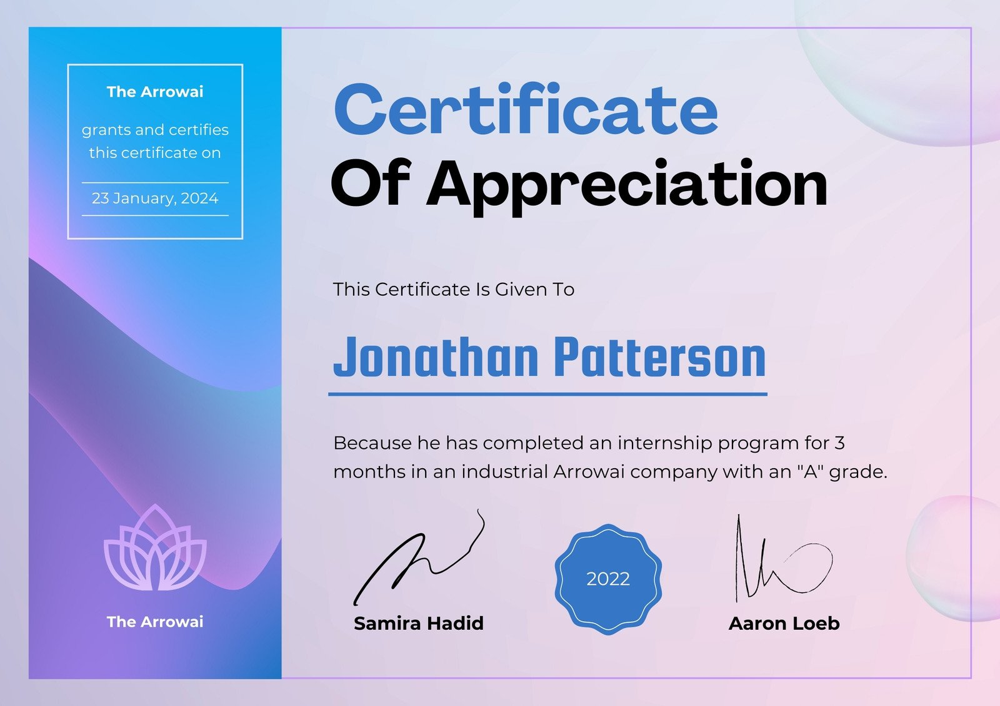 The Arrowai
grants and certifies
this certificate on
23 January, 2024
Certificate
Of Appreciation
This Certificate Is Given To
Jonathan Patterson
Because he has completed an internship program for 3
months in an industrial Arrowai company with an "A" grade.
2022
Samira Hadid
Aaron Loeb
The Arrowai